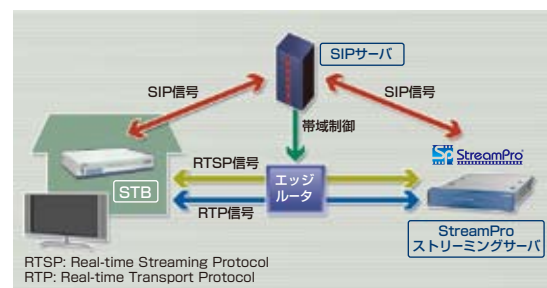 SIPサーバ
SIP信号
SIP信号
帯域制御
StreamPro
RTSP信号
エッジ
ルータ
STB
RTP信号
StreamPro
ストリーミングサーバ
RTSP: Real-time Streaming Protocol
RTP: Real-time Transport Protocol